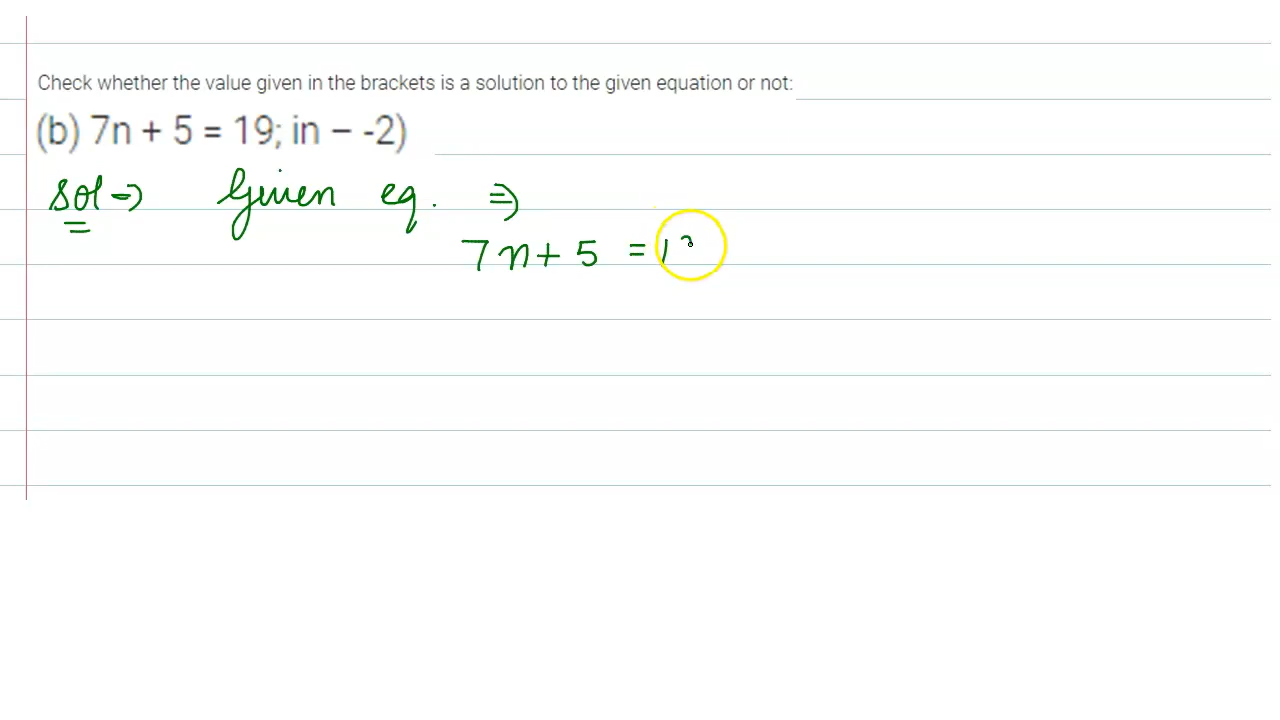 Check whether the value given in the brackets is a solution to the given equation or not:
(b) 7n + 5 = 19; in – -2)
Sol ⇒ Given eq. ⇒
7n + 5 = 1